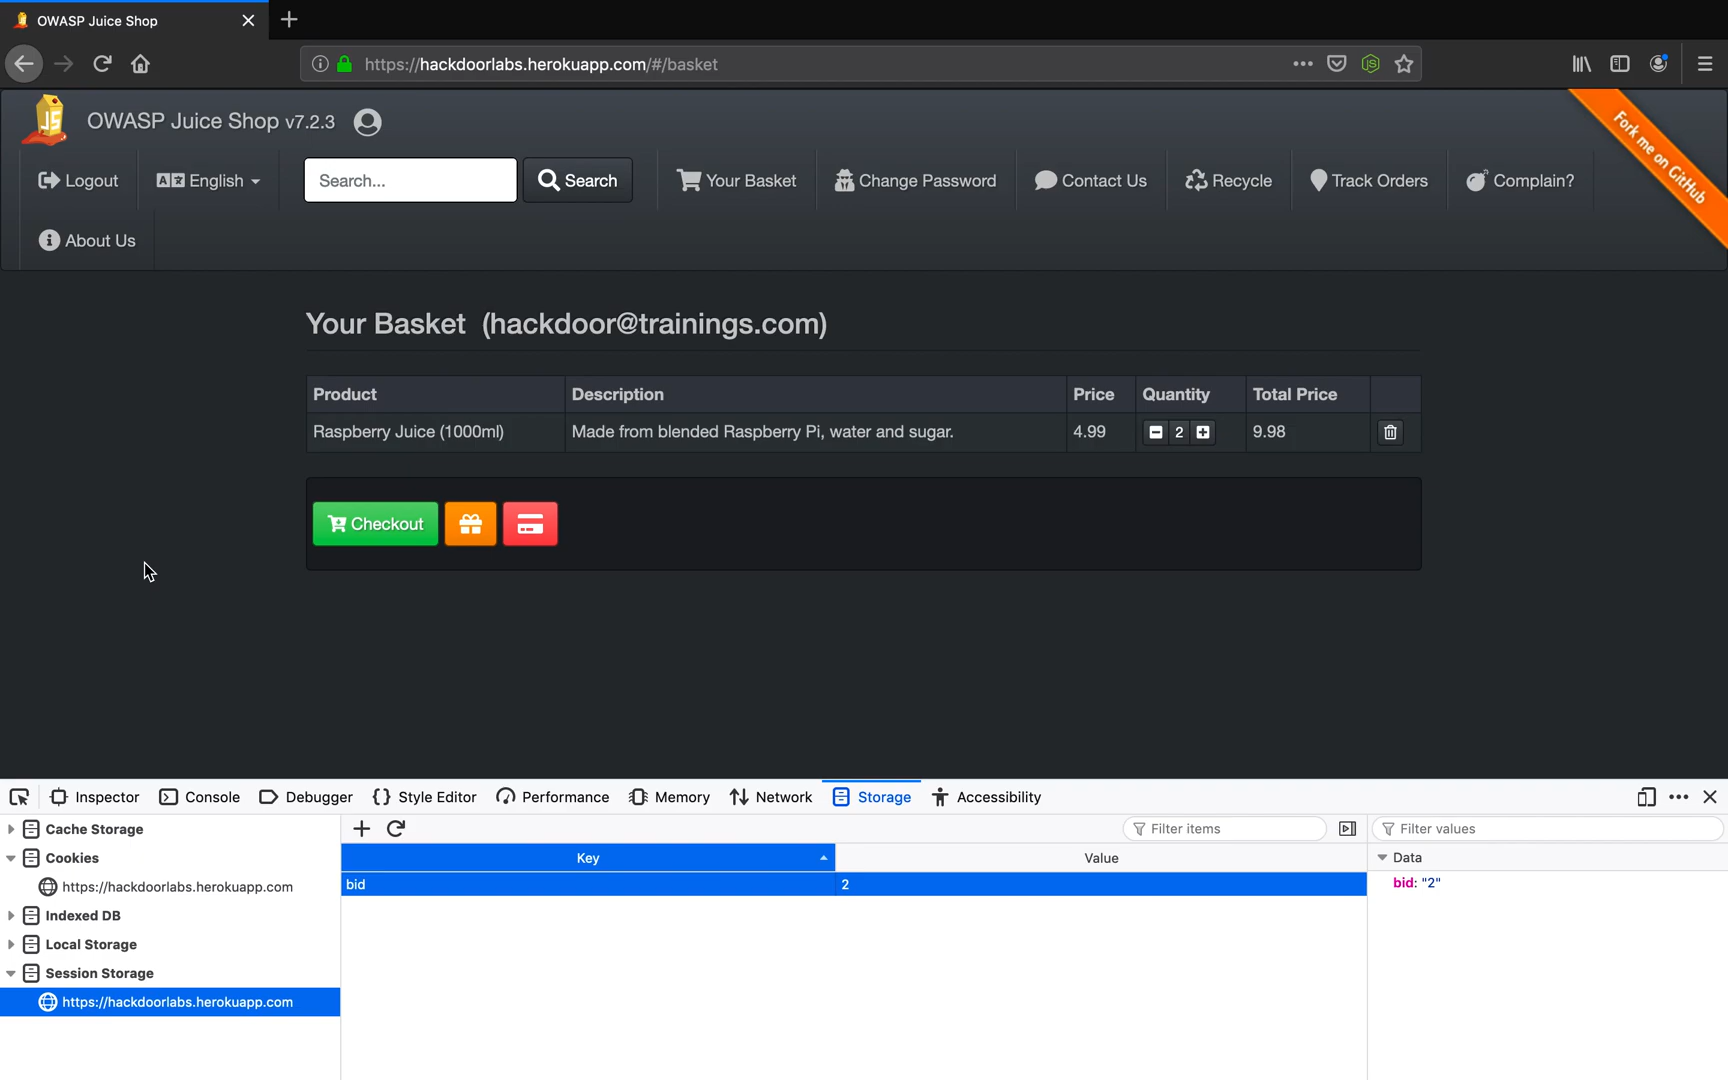 OWASP Juice Shop
https://hackdoorlabs.herokuapp.com/#/basket
JS
OWASP Juice Shop v7.2.3
Fork me on GitHub
Logout
English
Search...
Search
Your Basket
Change Password
Contact Us
Recycle
Track Orders
Complain?
About Us
Your Basket (hackdoor@trainings.com)
Product Description Price Quantity Total Price
Raspberry Juice (1000ml) Made from blended Raspberry Pi, water and sugar. 4.99 2 9.98
Checkout
Inspector Console Debugger Style Editor Performance Memory Network Storage Accessibility
Cache Storage
Cookies
https://hackdoorlabs.herokuapp.com
Indexed DB
Local Storage
Session Storage
https://hackdoorlabs.herokuapp.com
Filter items
Key Value
bid 2
Filter values
Data
bid: "2"